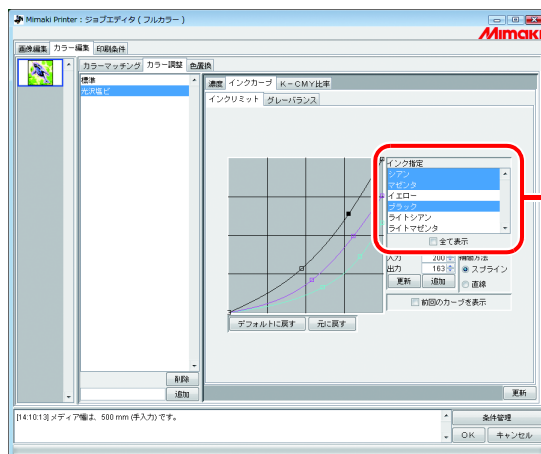 Mimaki Printer : ジョブエディタ ( フルカラー )
Mimaki
画像編集 カラー編集 印刷条件
カラーマッチング カラー調整 色置換
標準
光沢塩ビ
濃度 インクカーブ K－CMY比率
インクリミット グレーバランス
インク指定
シアン
マゼンタ
イエロー
ブラック
ライトシアン
ライトマゼンタ
全て表示
入力 200 補間方法
出力 163 スプライン
更新 追加 直線
前回のカーブを表示
デフォルトに戻す 元に戻す
削除
追加
更新
[14:10:13] メディア幅は、500 mm (手入力) です。
条件管理
OK キャンセル